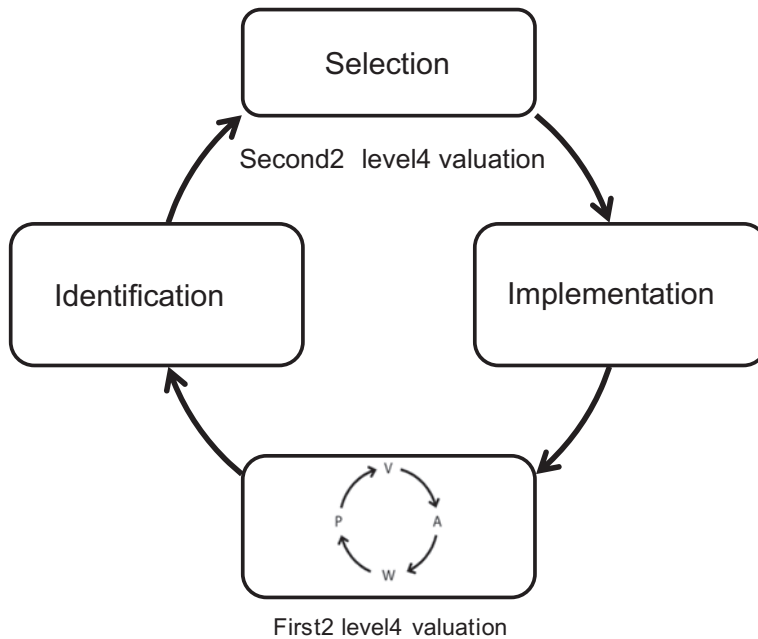 Selection
Second2 level4 valuation
Identification
Implementation
V
P
A
W
First2 level4 valuation